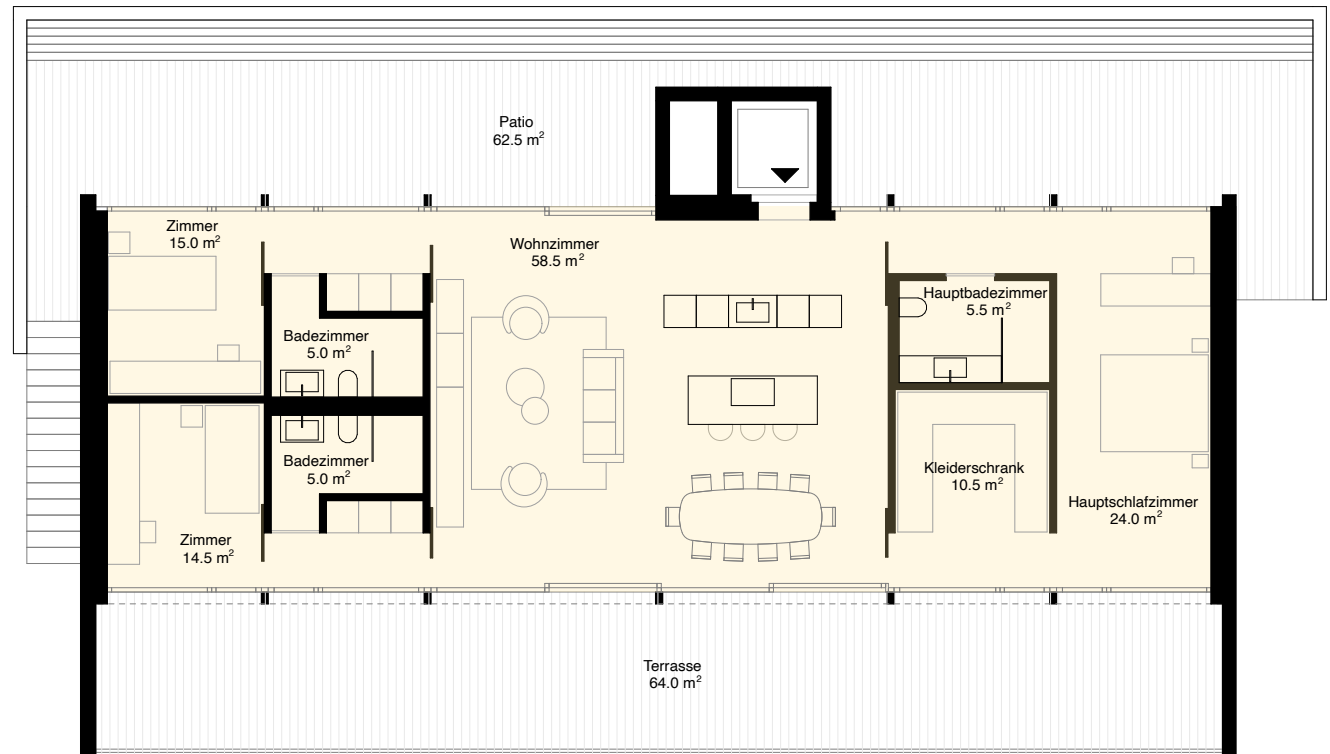 Patio
62.5 m²
Zimmer
15.0 m²
Wohnzimmer
58.5 m²
Hauptbadezimmer
5.5 m²
Badezimmer
5.0 m²
Badezimmer
5.0 m²
Kleiderschrank
10.5 m²
Hauptschlafzimmer
24.0 m²
Zimmer
14.5 m²
Terrasse
64.0 m²